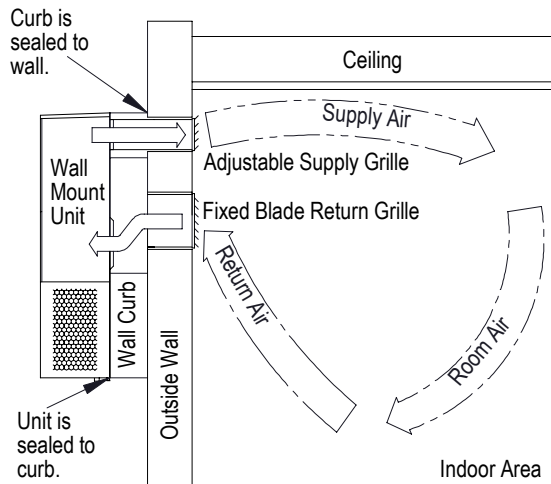 Curb is
sealed to
wall.
Ceiling
Supply Air
Adjustable Supply Grille
Wall
Mount
Unit
Fixed Blade Return Grille
Return Air
Room Air
Wall Curb
Outside Wall
Unit is
sealed to
curb.
Indoor Area